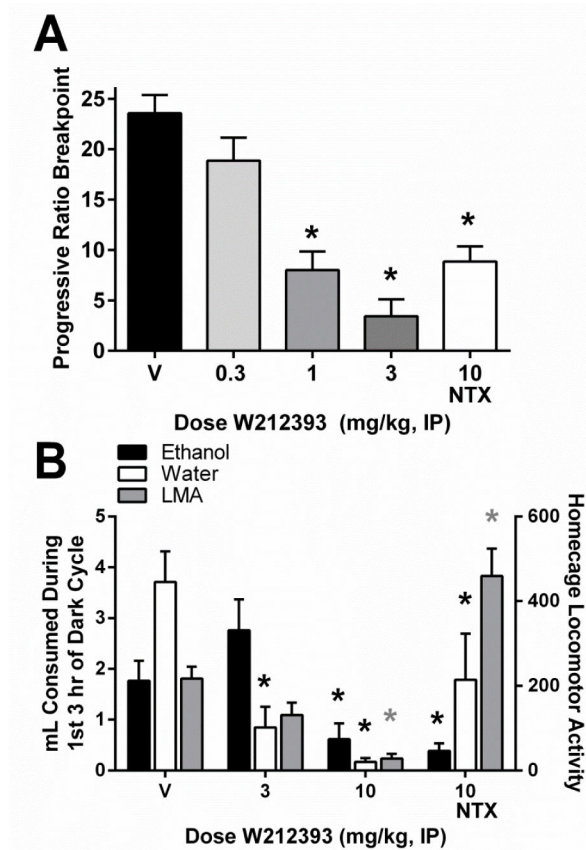 A
Progressive Ratio Breakpoint
25
20
15
10
5
0
*
*
*
V 0.3 1 3 10
NTX
Dose W212393 (mg/kg, IP)
B
Ethanol
Water
LMA
mL Consumed During
1st 3 hr of Dark Cycle
5
4
3
2
1
0
*
*
*
*
*
*
*
600
400
200
0
Homecage Locomotor Activity
V 3 10 10
NTX
Dose W212393 (mg/kg, IP)